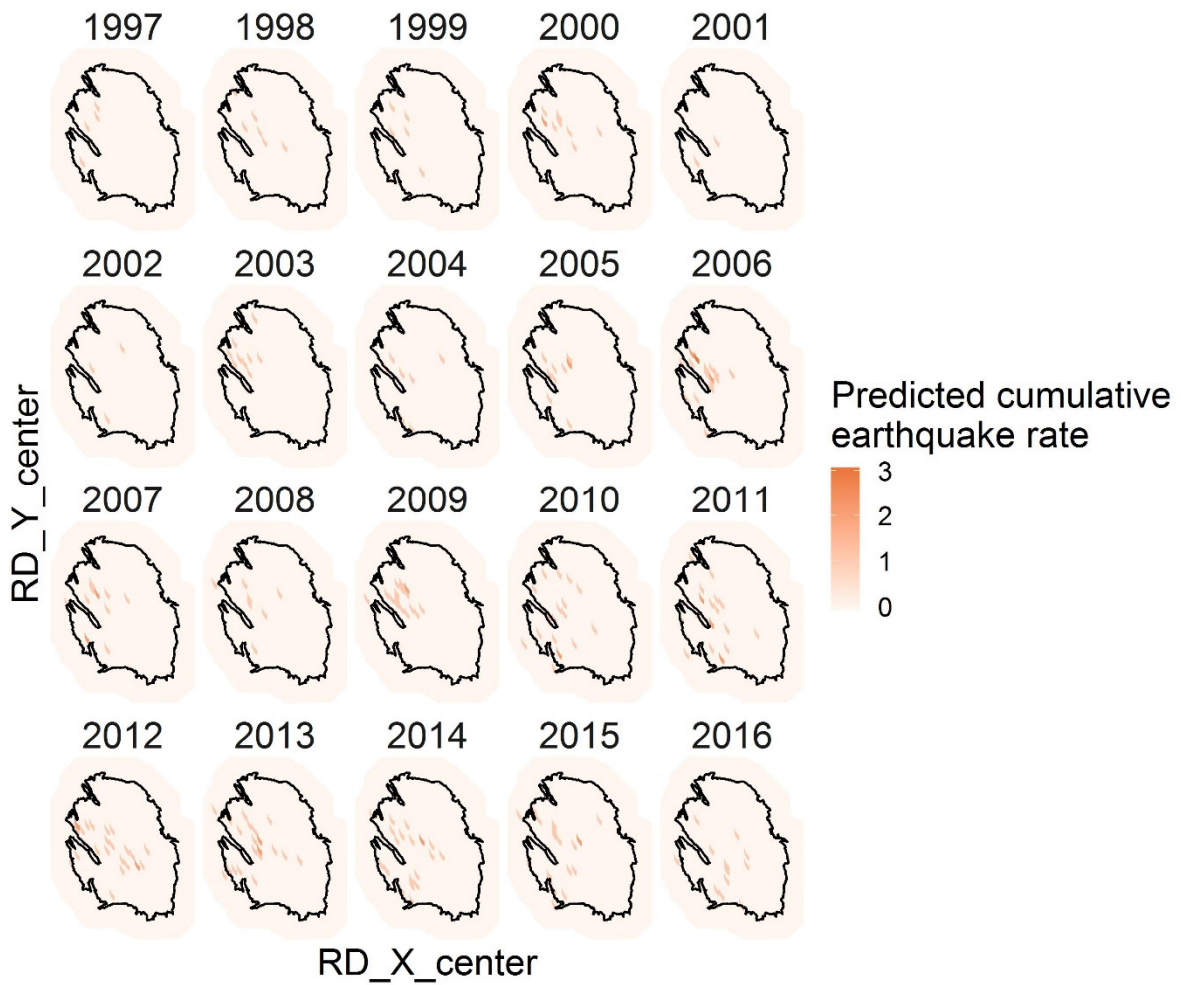 1997 1998 1999 2000 2001
2002 2003 2004 2005 2006
2007 2008 2009 2010 2011
2012 2013 2014 2015 2016
RD_Y_center
RD_X_center
Predicted cumulative
earthquake rate
3
2
1
0